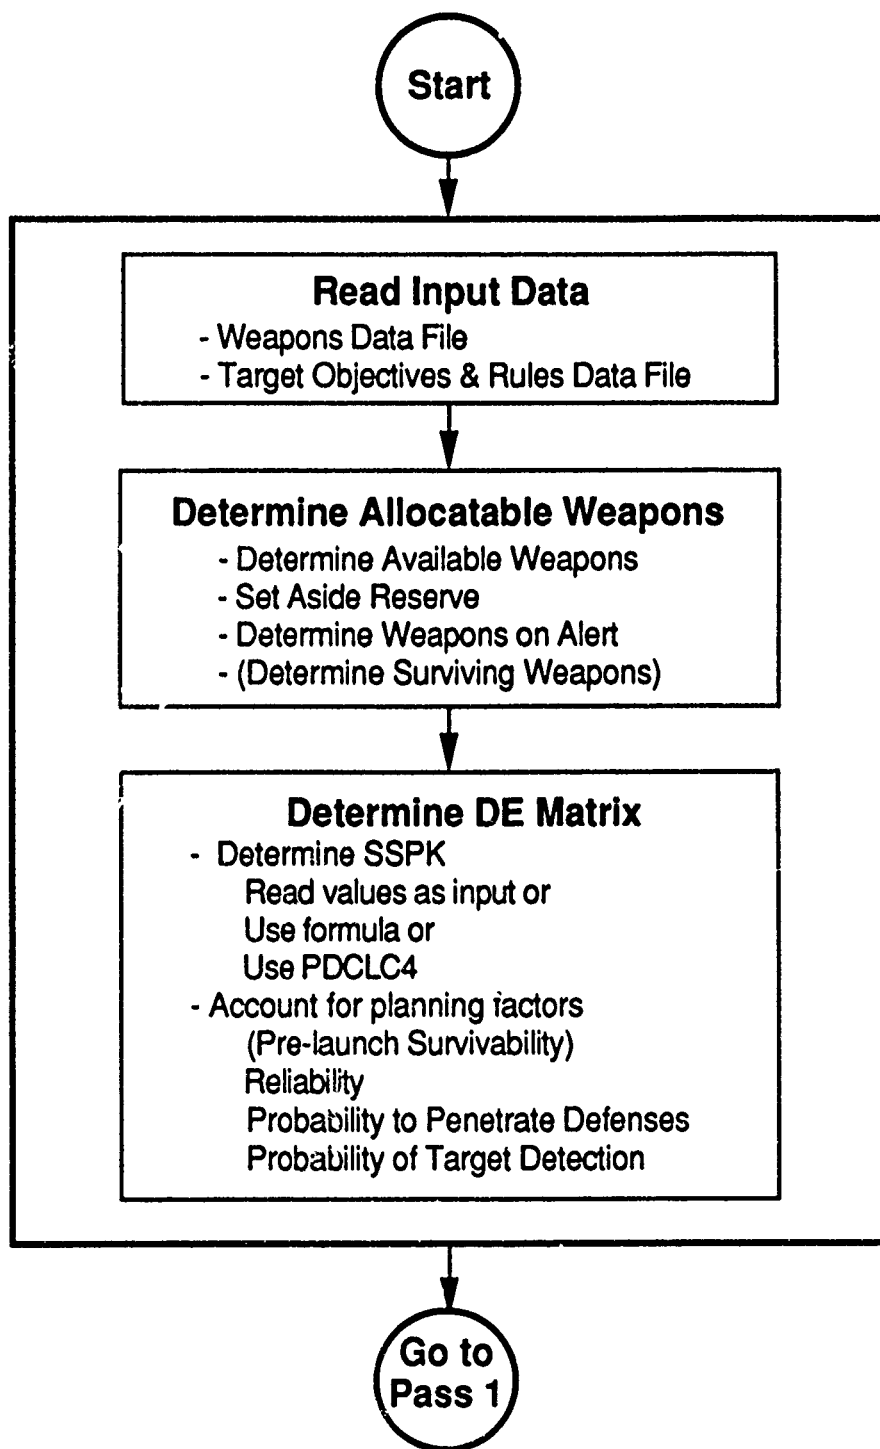 Start
Read Input Data
- Weapons Data File
- Target Objectives & Rules Data File
Determine Allocatable Weapons
- Determine Available Weapons
- Set Aside Reserve
- Determine Weapons on Alert
- (Determine Surviving Weapons)
Determine DE Matrix
- Determine SSPK
Read values as input or
Use formula or
Use PDCLC4
- Account for planning factors
(Pre-launch Survivability)
Reliability
Probability to Penetrate Defenses
Probability of Target Detection
Go to
Pass 1